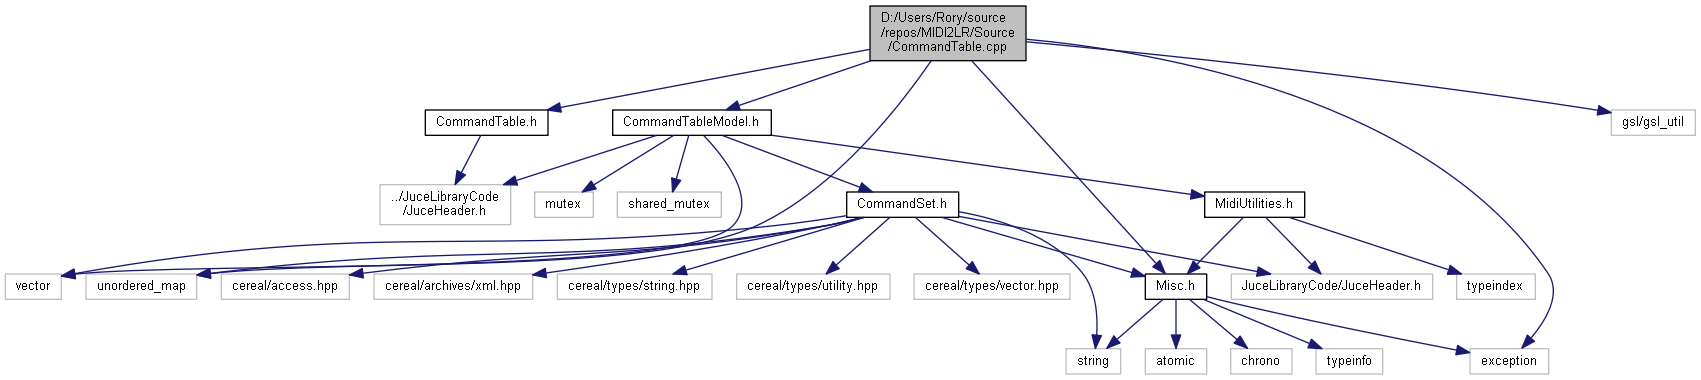 D:/Users/Rory/source
/repos/MIDI2LR/Source
/CommandTable.cpp
CommandTable.h
CommandTableModel.h
gsl/gsl_util
../JuceLibraryCode
/JuceHeader.h
mutex
shared_mutex
CommandSet.h
MidiUtilities.h
vector
unordered_map
cereal/access.hpp
cereal/archives/xml.hpp
cereal/types/string.hpp
cereal/types/utility.hpp
cereal/types/vector.hpp
Misc.h
JuceLibraryCode/JuceHeader.h
typeindex
string
atomic
chrono
typeinfo
exception